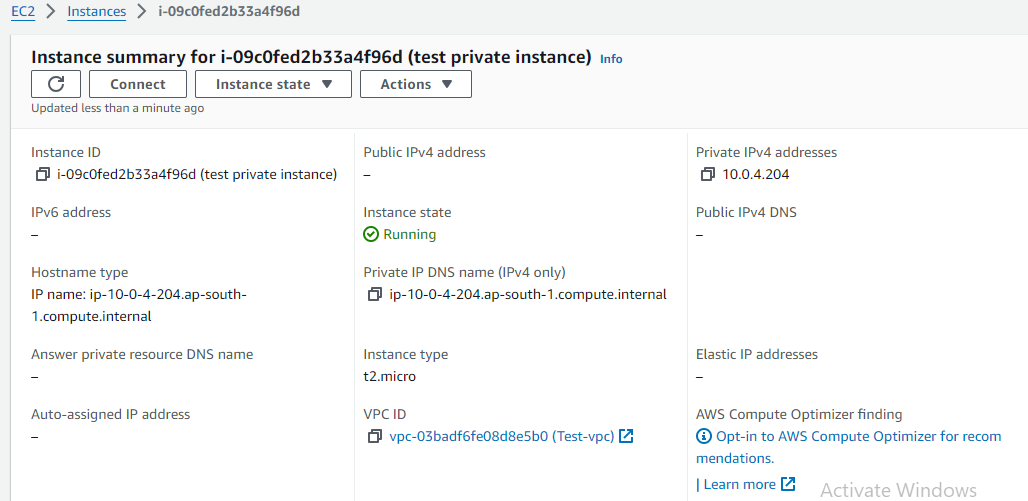 EC2 > Instances > i-09c0fed2b33a4f96d
Instance summary for i-09c0fed2b33a4f96d (test private instance) Info
Connect Instance state Actions
Updated less than a minute ago
Instance ID
i-09c0fed2b33a4f96d (test private instance)
Public IPv4 address
–
Private IPv4 addresses
10.0.4.204
IPv6 address
–
Instance state
Running
Public IPv4 DNS
–
Hostname type
IP name: ip-10-0-4-204.ap-south-
1.compute.internal
Private IP DNS name (IPv4 only)
ip-10-0-4-204.ap-south-1.compute.internal
Answer private resource DNS name
–
Instance type
t2.micro
Elastic IP addresses
–
Auto-assigned IP address
–
VPC ID
vpc-03badf6fe08d8e5b0 (Test-vpc)
AWS Compute Optimizer finding
Opt-in to AWS Compute Optimizer for recom
mendations.
| Learn more
Activate Windows